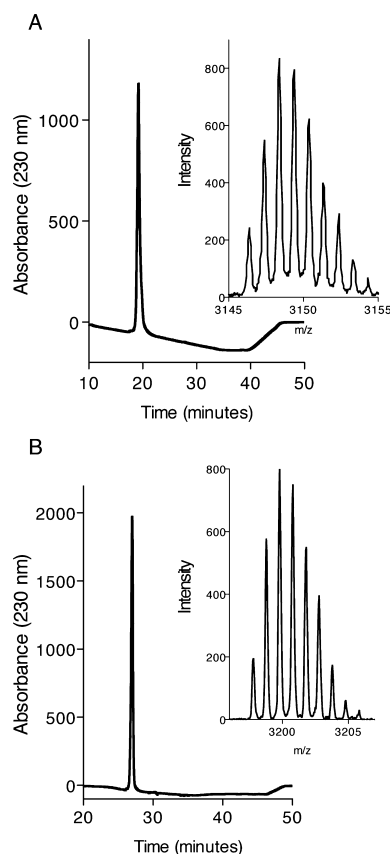 A
Absorbance (230 nm)
1000
500
0
10 20 30 40 50
Time (minutes)
Intensity
800
600
400
200
0
3145 3150 3155
m/z
B
Absorbance (230 nm)
2000
1500
1000
500
0
20 30 40 50
Time (minutes)
Intensity
800
600
400
200
0
3200 3205
m/z